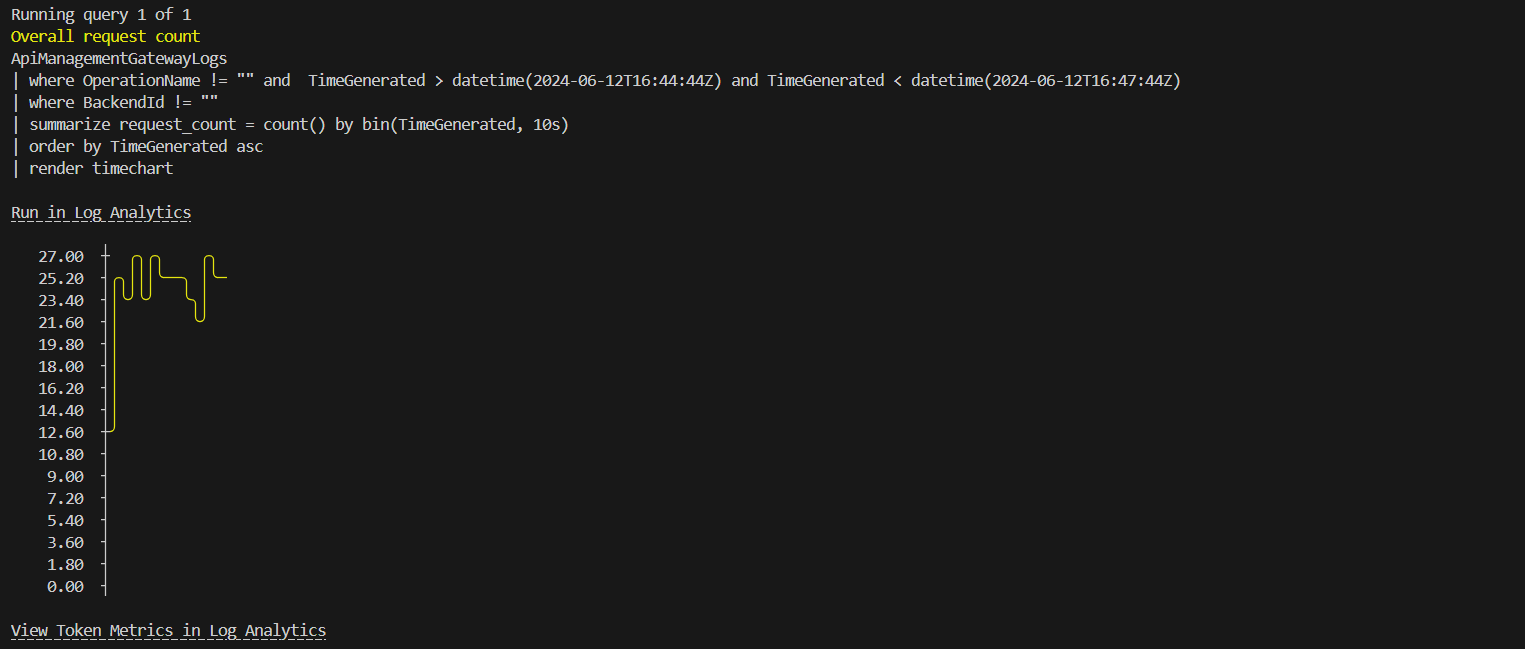 Running query 1 of 1
Overall request count
ApiManagementGatewayLogs
| where OperationName != "" and  TimeGenerated > datetime(2024-06-12T16:44:44Z) and TimeGenerated < datetime(2024-06-12T16:47:44Z)
| where BackendId != ""
| summarize request_count = count() by bin(TimeGenerated, 10s)
| order by TimeGenerated asc
| render timechart
Run in Log Analytics
27.00
25.20
23.40
21.60
19.80
18.00
16.20
14.40
12.60
10.80
9.00
7.20
5.40
3.60
1.80
0.00
View Token Metrics in Log Analytics